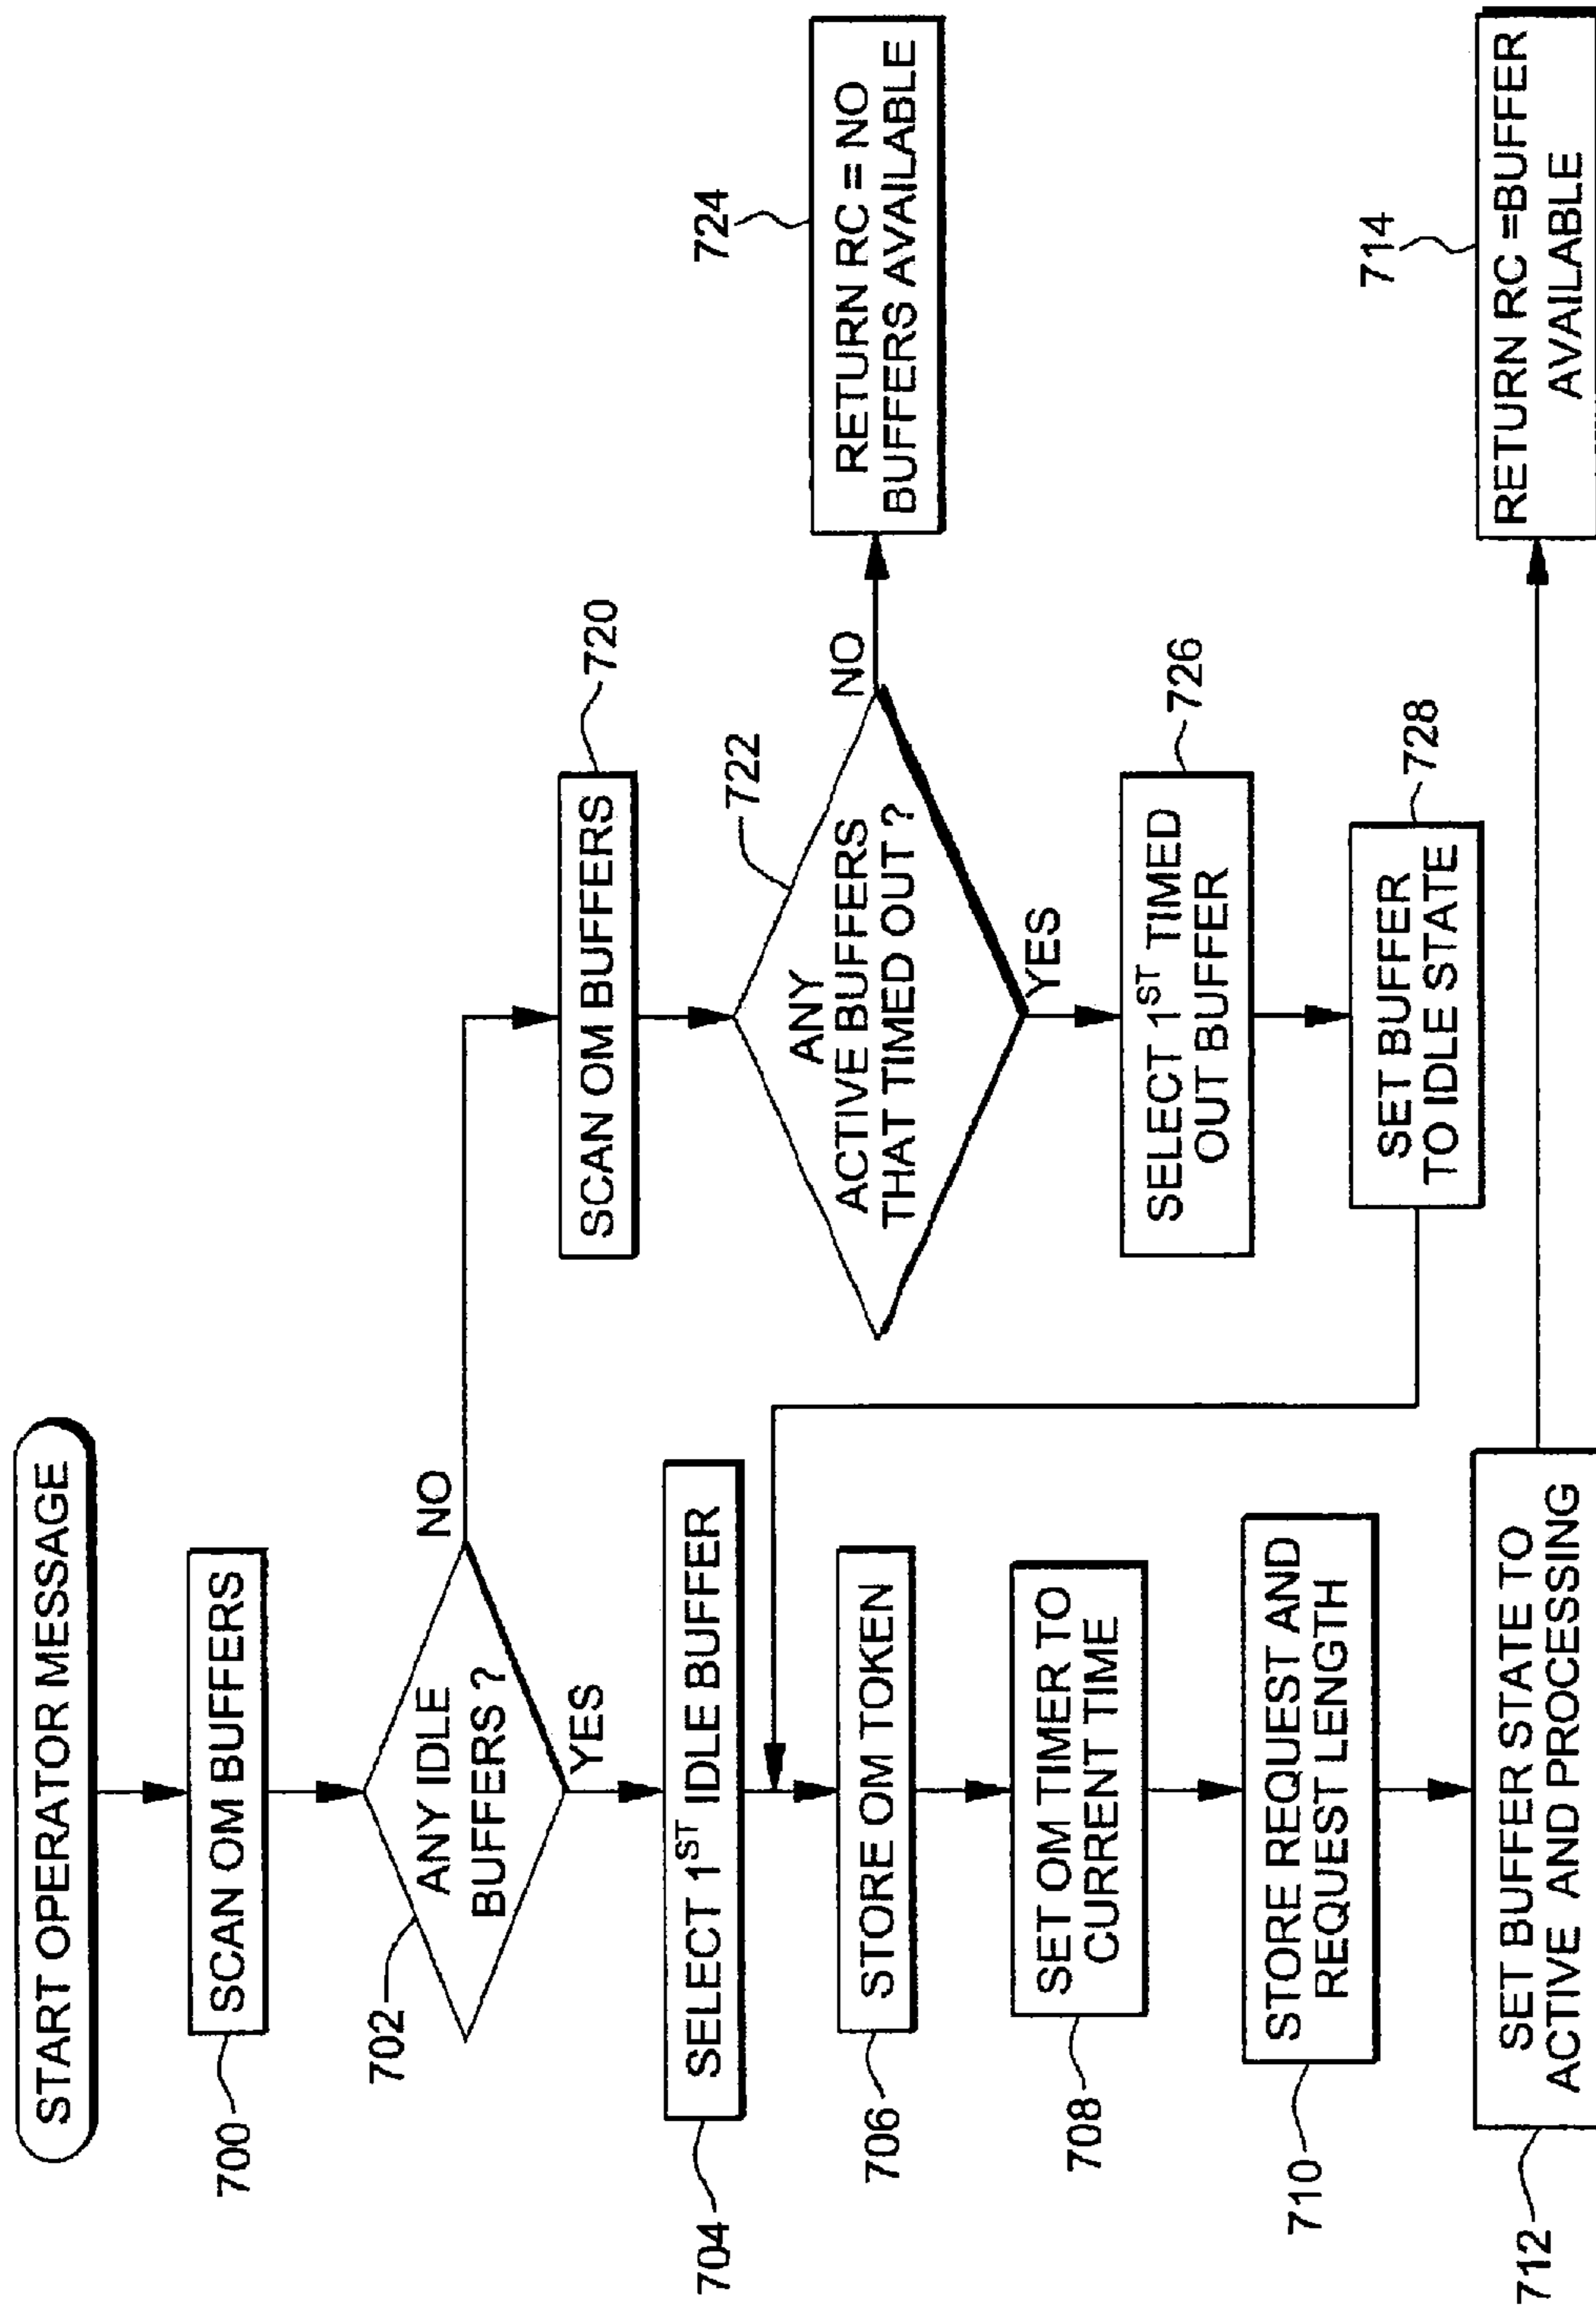 START OPERATOR MESSAGE
700
SCAN OM BUFFERS
702
ANY IDLE
BUFFERS ?
NO
YES
704
SELECT 1ST IDLE BUFFER
706
STORE OM TOKEN
708
SET OM TIMER TO
CURRENT TIME
710
STORE REQUEST AND
REQUEST LENGTH
712
SET BUFFER STATE TO
ACTIVE AND PROCESSING
720
SCAN OM BUFFERS
722
ANY
ACTIVE BUFFERS
THAT TIMED OUT ?
NO
YES
724
RETURN RC = NO
BUFFERS AVAILABLE
726
SELECT 1ST TIMED
OUT BUFFER
728
SET BUFFER
TO IDLE STATE
714
RETURN RC =BUFFER
AVAILABLE